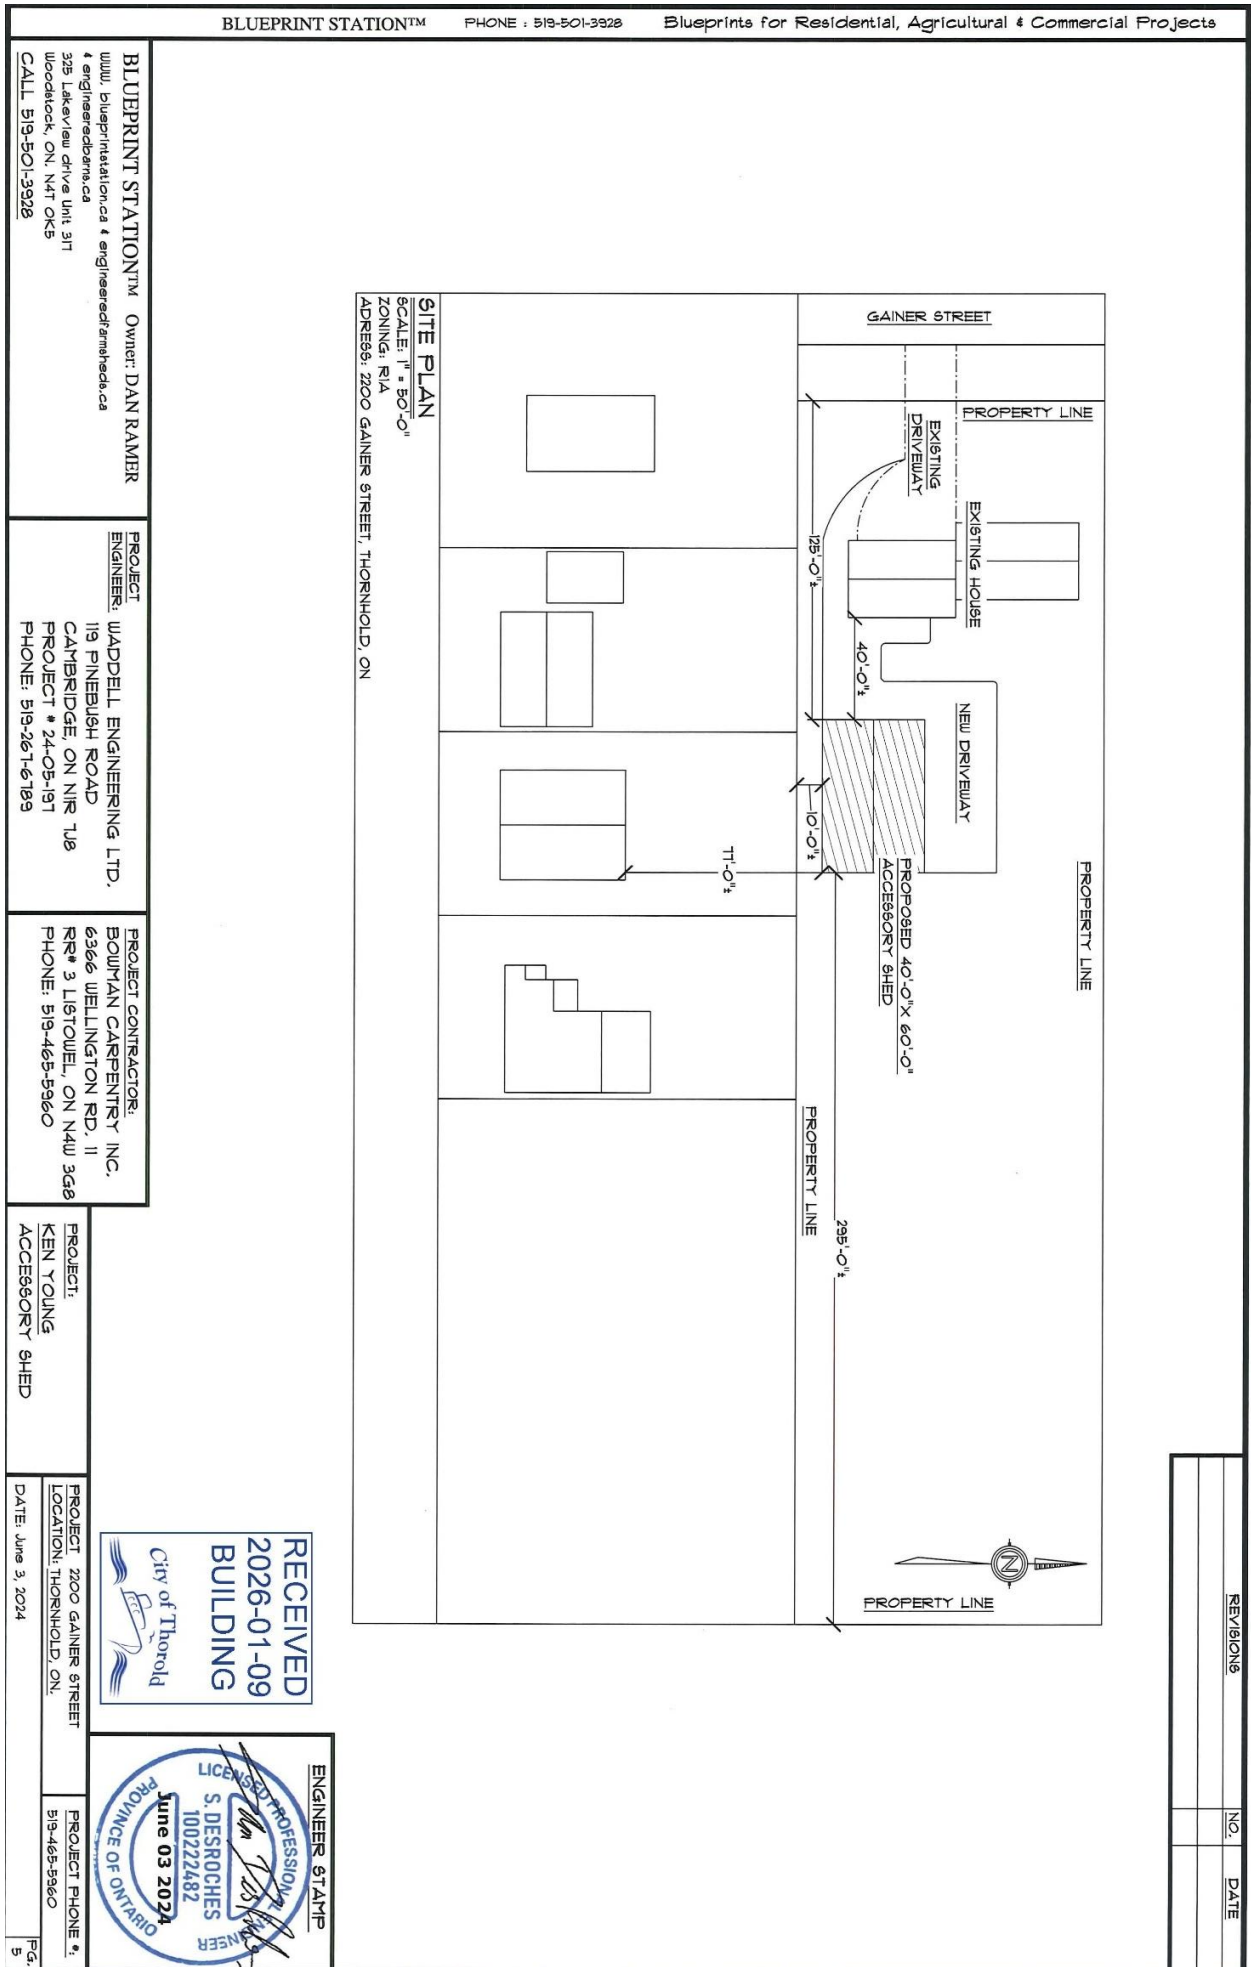 BLUEPRINT STATION™ PHONE : 519-501-3928 Blueprints for Residential, Agricultural & Commercial Projects
REVISIONS NO. DATE
GAINER STREET
PROPERTY LINE
EXISTING
DRIVEWAY
EXISTING HOUSE
125'-0"±
40'-0"±
NEW DRIVEWAY
10'-0"±
77'-0"±
PROPOSED 40'-0"X 60'-0"
ACCESSORY SHED
PROPERTY LINE
PROPERTY LINE
295'-0"±
N
PROPERTY LINE
SITE PLAN
SCALE: 1" = 50'-0"
ZONING: R1A
ADRESS: 2200 GAINER STREET, THORNHOLD, ON
BLUEPRINT STATION™ Owner: DAN RAMER
WWW. blueprintstation.ca & engineeredfarmsheds.ca
& engineeredbarns.ca
325 Lakeview drive Unit 317
Woodstock, ON. N4T 0K5
CALL 519-501-3928
PROJECT
ENGINEER:
WADDELL ENGINEERING LTD.
119 PINEBUSH ROAD
CAMBRIDGE, ON N1R 7J8
PROJECT # 24-05-197
PHONE: 519-267-6789
PROJECT CONTRACTOR:
BOWMAN CARPENTRY INC.
6366 WELLINGTON RD. 11
RR# 3 LISTOWEL, ON N4W 3G8
PHONE: 519-465-5960
PROJECT:
KEN YOUNG
ACCESSORY SHED
RECEIVED
2026-01-09
BUILDING
City of Thorold
PROJECT 2200 GAINER STREET
LOCATION: THORNHOLD, ON.
DATE: June 3, 2024
ENGINEER STAMP
LICENSED PROFESSIONAL ENGINEER
S. DESROCHES
100222482
June 03 2024
PROVINCE OF ONTARIO
PROJECT PHONE #:
519-465-5960
PG.
5